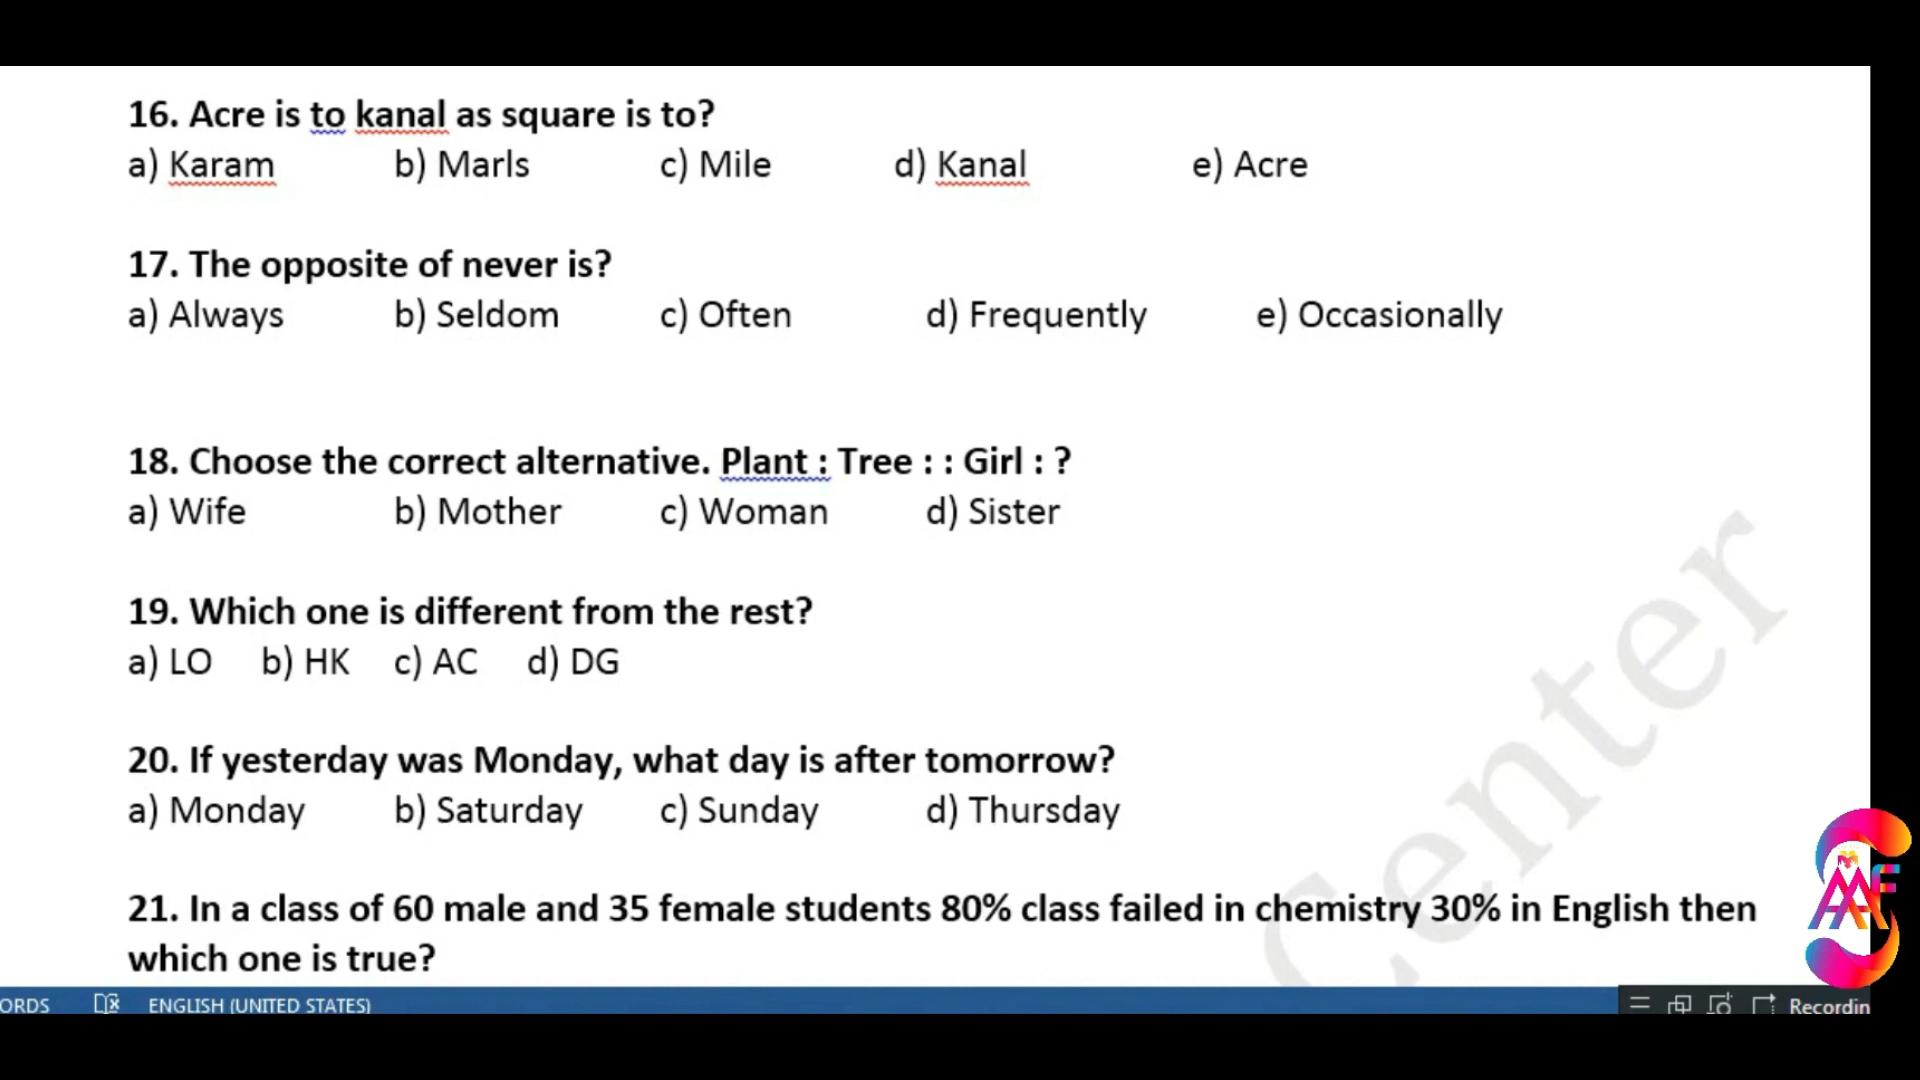 16. Acre is to kanal as square is to?
a) Karam b) Marls c) Mile d) Kanal e) Acre
17. The opposite of never is?
a) Always b) Seldom c) Often d) Frequently e) Occasionally
18. Choose the correct alternative. Plant : Tree : : Girl : ?
a) Wife b) Mother c) Woman d) Sister
19. Which one is different from the rest?
a) LO b) HK c) AC d) DG
20. If yesterday was Monday, what day is after tomorrow?
a) Monday b) Saturday c) Sunday d) Thursday
21. In a class of 60 male and 35 female students 80% class failed in chemistry 30% in English then
which one is true?
Center
ORDS ENGLISH (UNITED STATES) Recordin